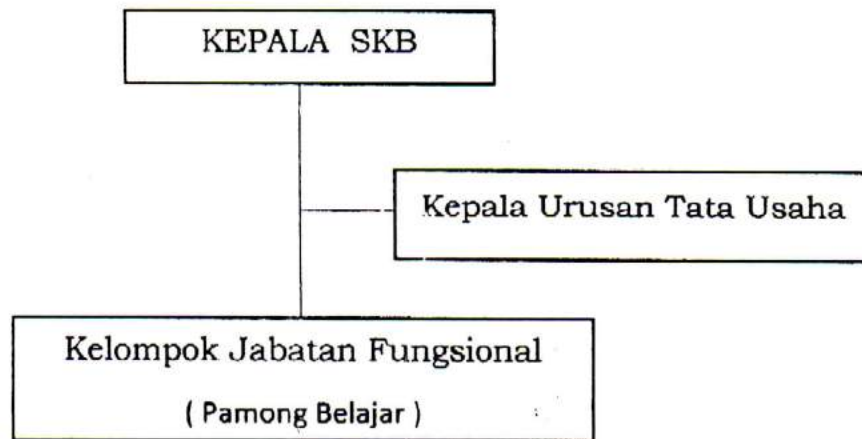 KEPALA SKB
Kepala Urusan Tata Usaha
Kelompok Jabatan Fungsional
( Pamong Belajar )